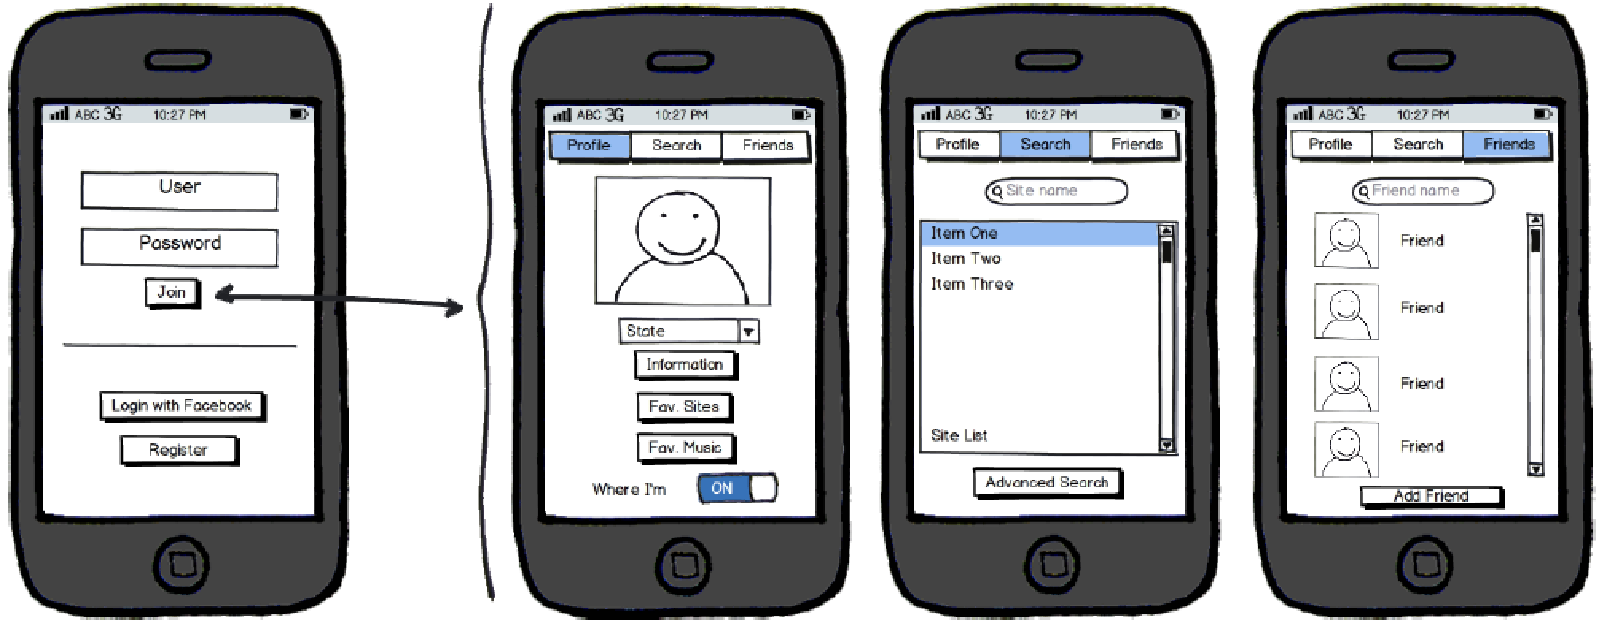 ABC 3G 10:27 PM
User
Password
Join
Login with Facebook
Register
ABC 3G 10:27 PM
Profile Search Friends
State
Information
Fav. Sites
Fav. Music
Where I'm ON
ABC 3G 10:27 PM
Profile Search Friends
Site name
Item One
Item Two
Item Three
Site List
Advanced Search
ABC 3G 10:27 PM
Profile Search Friends
Friend name
Friend
Friend
Friend
Friend
Add Friend